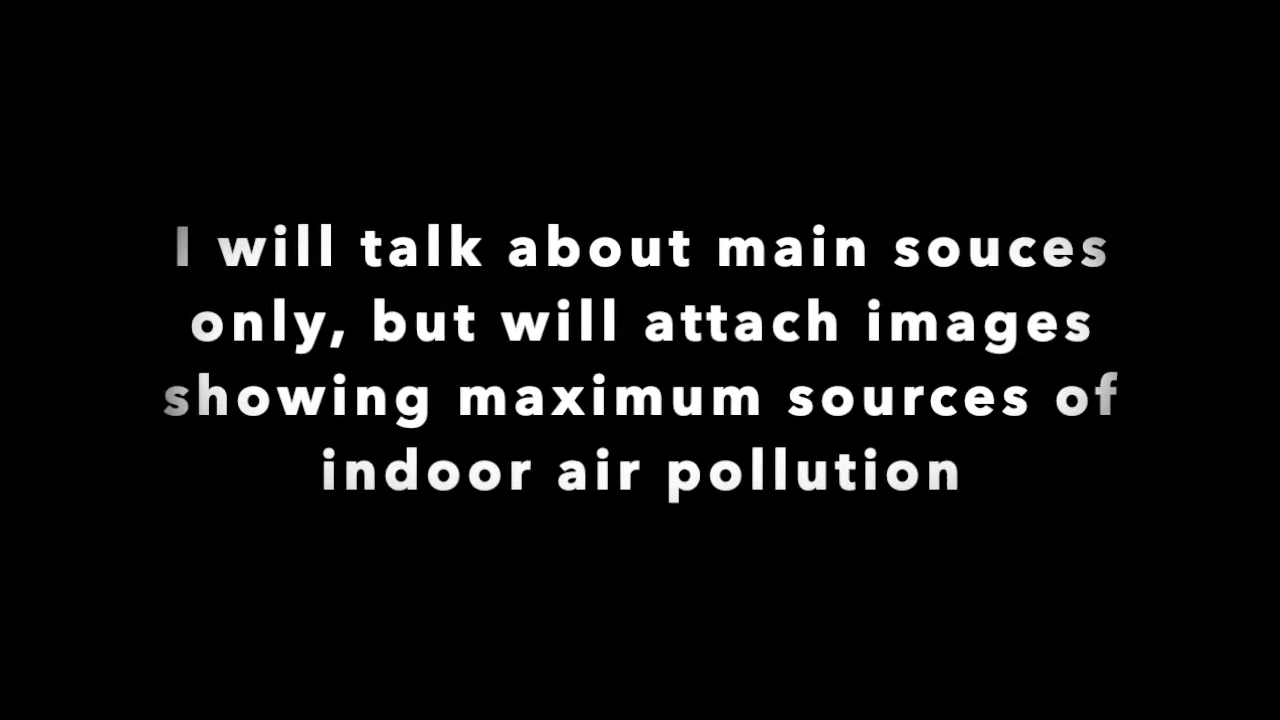 I will talk about main souces
only, but will attach images
showing maximum sources of
indoor air pollution